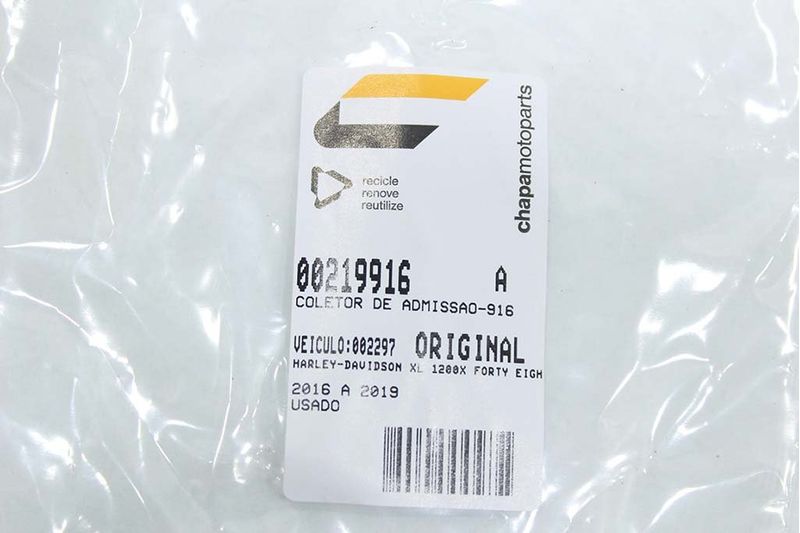 chapamotoparts
recicle
renove
reutilize
00219916 A
COLETOR DE ADMISSAO-916
VEICULO:002297 ORIGINAL
HARLEY-DAVIDSON XL 1200X FORTY EIGH
2016 A 2019
USADO